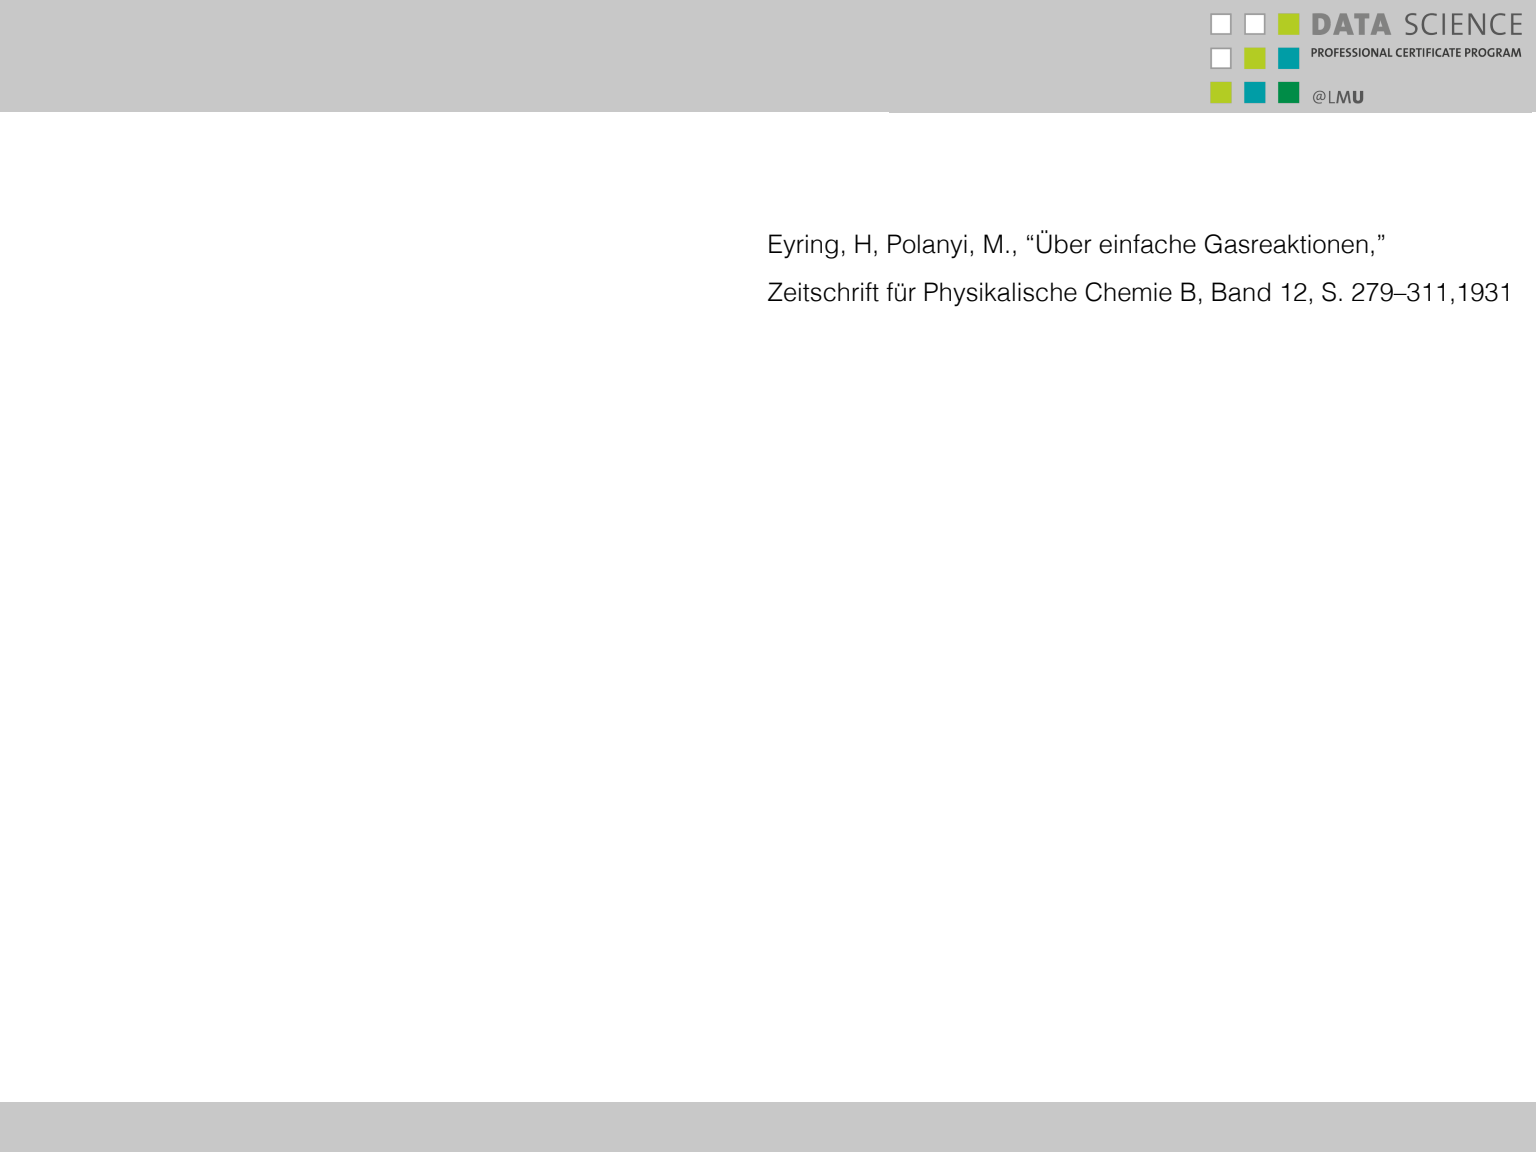 DATA SCIENCE
PROFESSIONAL CERTIFICATE PROGRAM
@LMU
Eyring, H, Polanyi, M., “Über einfache Gasreaktionen,”
Zeitschrift für Physikalische Chemie B, Band 12, S. 279–311,1931